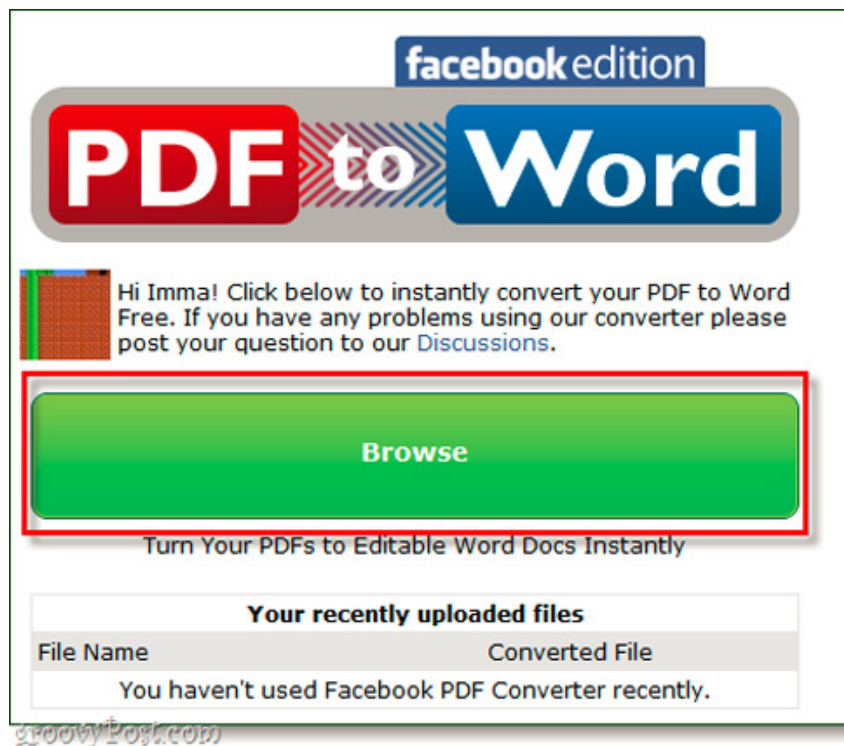 facebook edition
PDF to Word
Hi Imma! Click below to instantly convert your PDF to Word
Free. If you have any problems using our converter please
post your question to our Discussions.
Browse
Turn Your PDFs to Editable Word Docs Instantly
Your recently uploaded files
File Name Converted File
You haven't used Facebook PDF Converter recently.
groovyPost.com